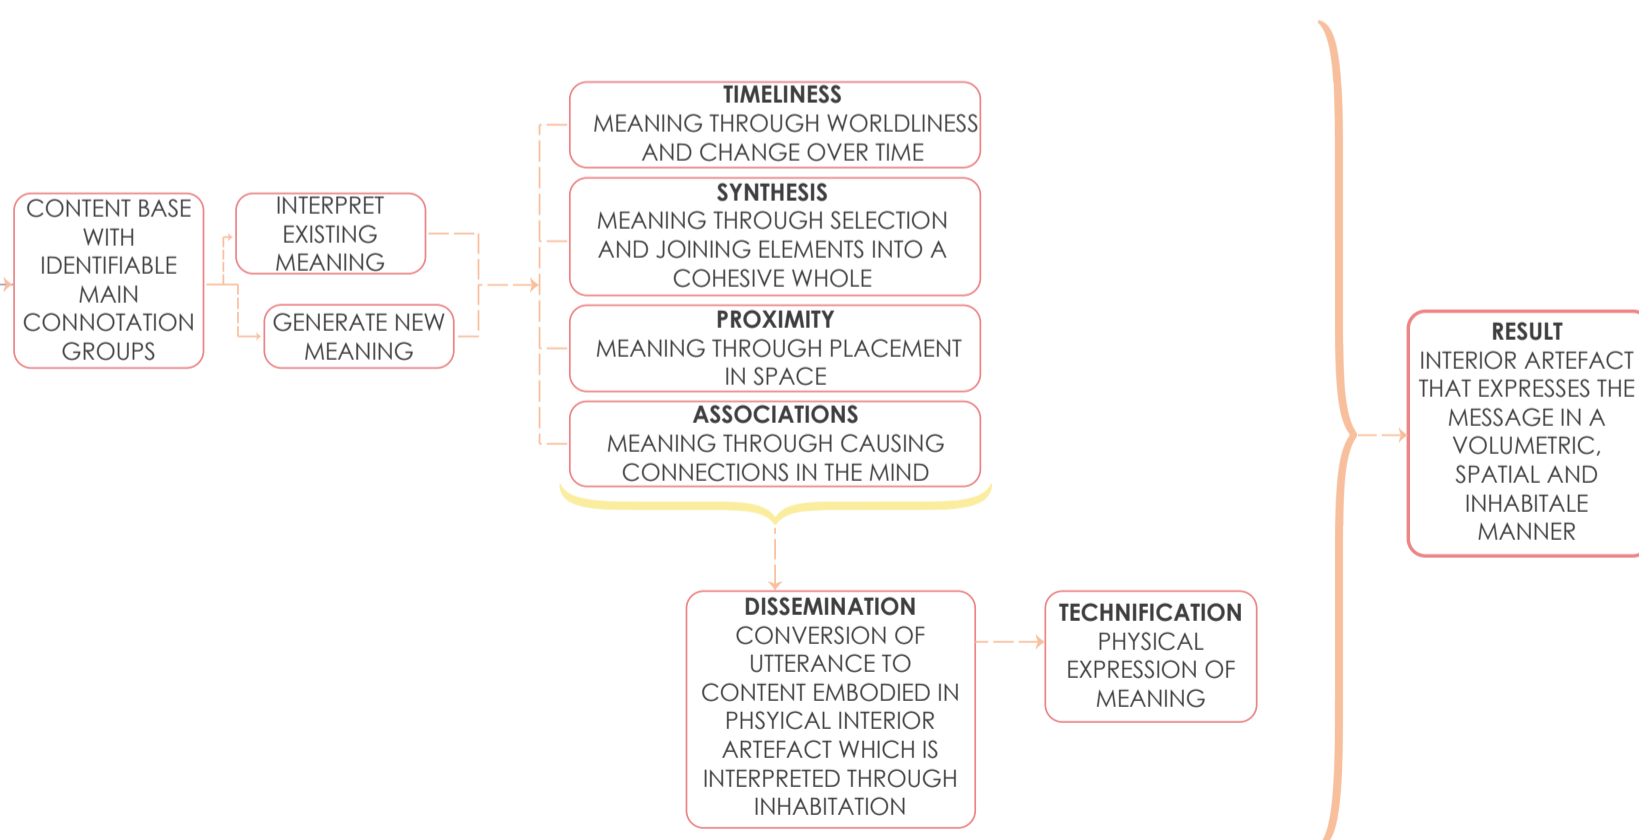 CONTENT BASE
WITH
IDENTIFIABLE
MAIN
CONNOTATION
GROUPS
INTERPRET
EXISTING
MEANING
GENERATE NEW
MEANING
TIMELINESS
MEANING THROUGH WORLDLINESS
AND CHANGE OVER TIME
SYNTHESIS
MEANING THROUGH SELECTION
AND JOINING ELEMENTS INTO A
COHESIVE WHOLE
PROXIMITY
MEANING THROUGH PLACEMENT
IN SPACE
ASSOCIATIONS
MEANING THROUGH CAUSING
CONNECTIONS IN THE MIND
DISSEMINATION
CONVERSION OF
UTTERANCE TO
CONTENT EMBODIED IN
PHSYICAL INTERIOR
ARTEFACT WHICH IS
INTERPRETED THROUGH
INHABITATION
TECHNIFICATION
PHYSICAL
EXPRESSION OF
MEANING
RESULT
INTERIOR ARTEFACT
THAT EXPRESSES THE
MESSAGE IN A
VOLUMETRIC,
SPATIAL AND
INHABITALE
MANNER